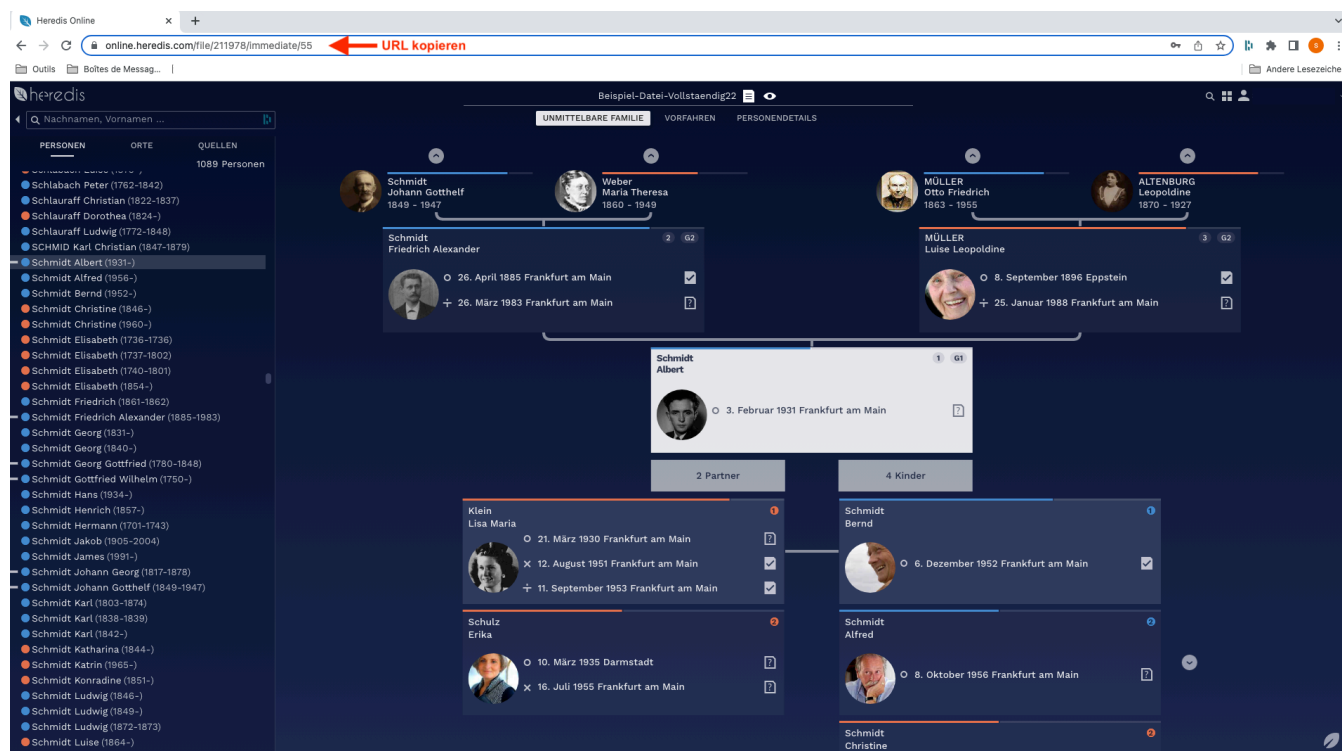 Heredis Online
online.heredis.com/file/211978/immediate/55
URL kopieren
Outils
Boîtes de Messag...
Andere Lesezeiche
heredis
Beispiel-Datei-Vollstaendig22
Nachnamen, Vornamen ...
UNMITTELBARE FAMILIE
VORFAHREN
PERSONENDETAILS
PERSONEN
ORTE
QUELLEN
1089 Personen
Schlabach Peter (1762-1842)
Schlauraff Christian (1822-1837)
Schlauraff Dorothea (1824-)
Schlauraff Ludwig (1772-1848)
SCHMID Karl Christian (1847-1879)
Schmidt Albert (1931-)
Schmidt Alfred (1956-)
Schmidt Bernd (1952-)
Schmidt Christine (1846-)
Schmidt Christine (1960-)
Schmidt Elisabeth (1736-1736)
Schmidt Elisabeth (1737-1802)
Schmidt Elisabeth (1740-1801)
Schmidt Elisabeth (1854-)
Schmidt Friedrich (1861-1862)
Schmidt Friedrich Alexander (1885-1983)
Schmidt Georg (1831-)
Schmidt Georg (1840-)
Schmidt Georg Gottfried (1780-1848)
Schmidt Gottfried Wilhelm (1750-)
Schmidt Hans (1934-)
Schmidt Henrich (1857-)
Schmidt Hermann (1701-1743)
Schmidt Jakob (1905-2004)
Schmidt James (1991-)
Schmidt Johann Georg (1817-1878)
Schmidt Johann Gotthelf (1849-1947)
Schmidt Karl (1803-1874)
Schmidt Karl (1838-1839)
Schmidt Karl (1842-)
Schmidt Katharina (1844-)
Schmidt Katrin (1965-)
Schmidt Konradine (1851-)
Schmidt Ludwig (1846-)
Schmidt Ludwig (1849-)
Schmidt Ludwig (1872-1873)
Schmidt Luise (1864-)
Schmidt
Johann Gotthelf
1849 - 1947
Weber
Maria Theresa
1860 - 1949
MÜLLER
Otto Friedrich
1863 - 1955
ALTENBURG
Leopoldine
1870 - 1927
Schmidt 2 G2
Friedrich Alexander
26. April 1885 Frankfurt am Main
26. März 1983 Frankfurt am Main
MÜLLER 3 G2
Luise Leopoldine
8. September 1896 Eppstein
25. Januar 1988 Frankfurt am Main
Schmidt 1 G1
Albert
3. Februar 1931 Frankfurt am Main
2 Partner
4 Kinder
Klein 1
Lisa Maria
21. März 1930 Frankfurt am Main
12. August 1951 Frankfurt am Main
11. September 1953 Frankfurt am Main
Schmidt 1
Bernd
6. Dezember 1952 Frankfurt am Main
Schulz 2
Erika
10. März 1935 Darmstadt
16. Juli 1955 Frankfurt am Main
Schmidt 2
Alfred
8. Oktober 1956 Frankfurt am Main
Schmidt 2
Christine